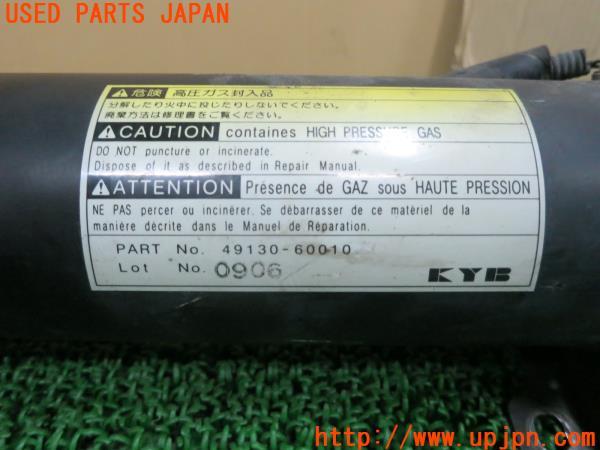 USED PARTS JAPAN
危険 高圧ガス封入品
分解したり火中に投じたりしないでください。
廃棄方法は修理書をご覧ください。
CAUTION containes HIGH PRESSURE GAS
DO NOT puncture or incinerate.
Dispose of it as described in Repair Manual.
ATTENTION Présence de GAZ sous HAUTE PRESSION
NE PAS percer ou incinérer. Se débarrasser de ce matériel de la
manière décrite dans le Manuel de Réparation.
PART No. 49130-60010
Lot No. 0906
KYB
http://www.upjpn.com/